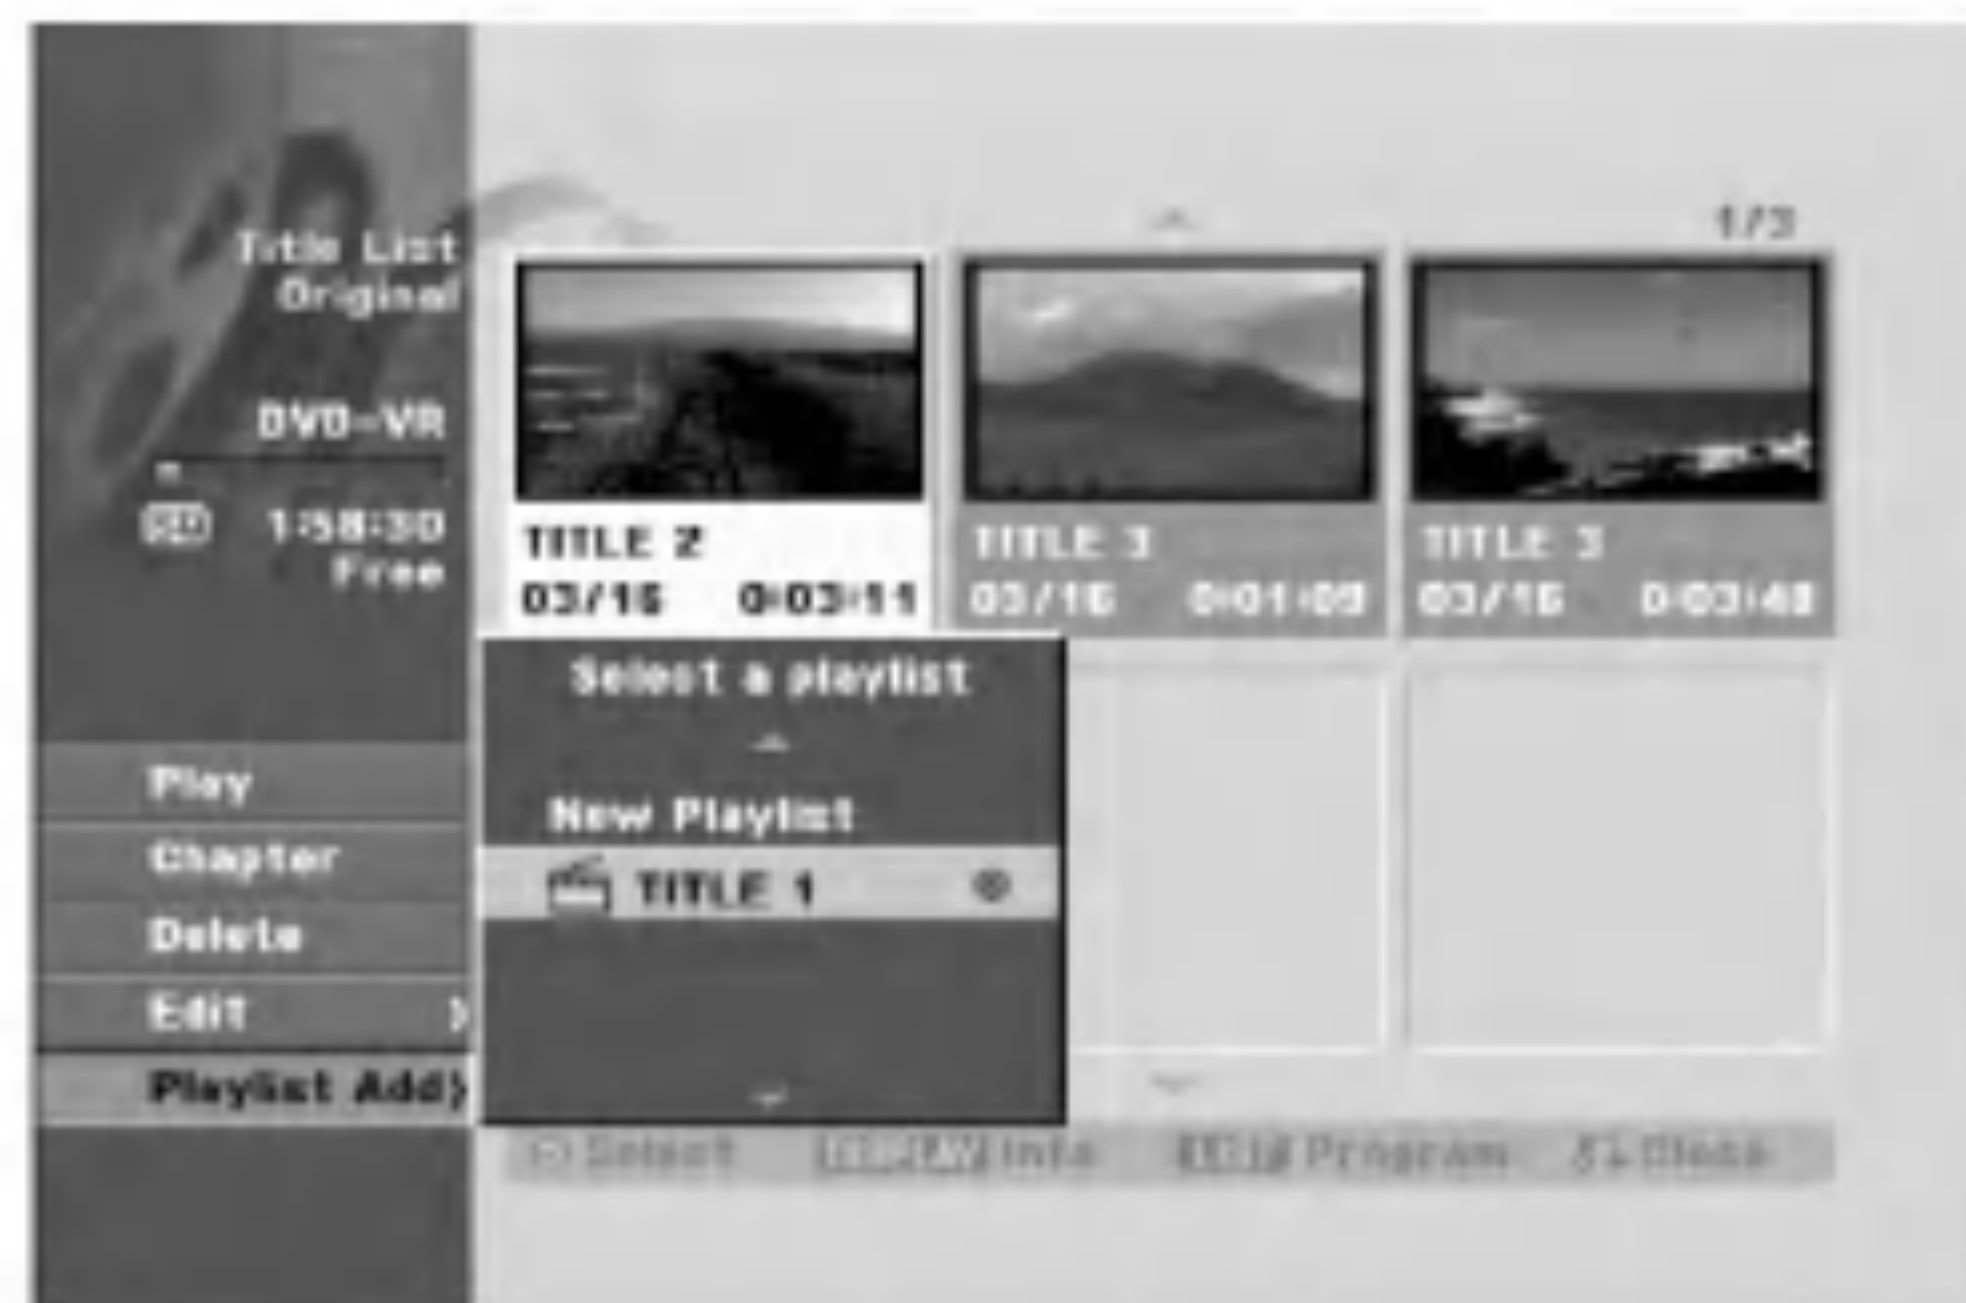 Title List
Original
DVD-VR
1:58:30
Free
Play
Chapter
Delete
Edit
Playlist Add
1/3
TITLE 2
03/16 0:03:11
TITLE 3
03/16 0:01:09
TITLE 3
03/16 0:03:48
Select a playlist
New Playlist
TITLE 1
Select
DISPLAY Info
Program
Close